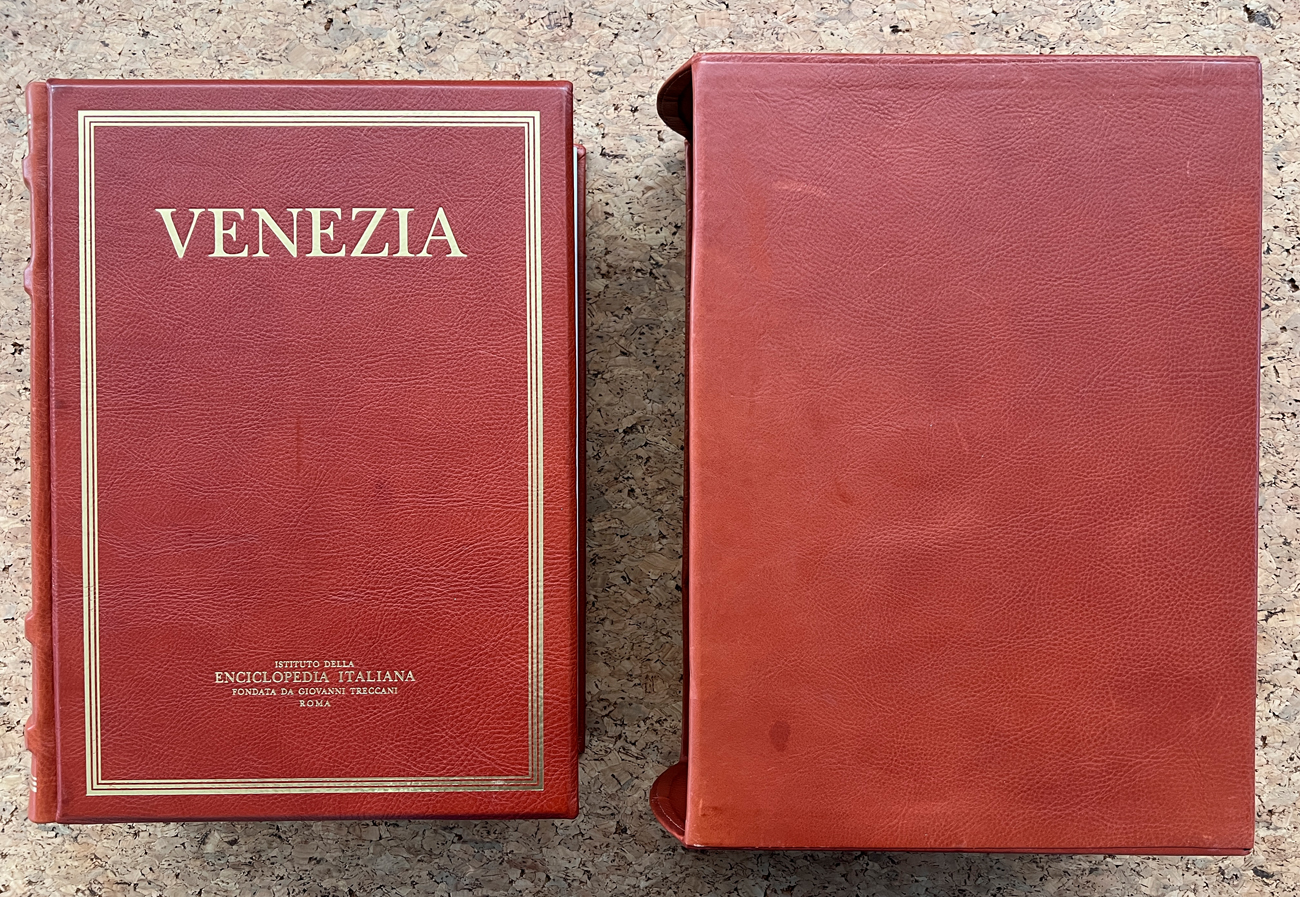 VENEZIA
ISTITUTO DELLA
ENCICLOPEDIA ITALIANA
FONDATA DA GIOVANNI TRECCANI
ROMA